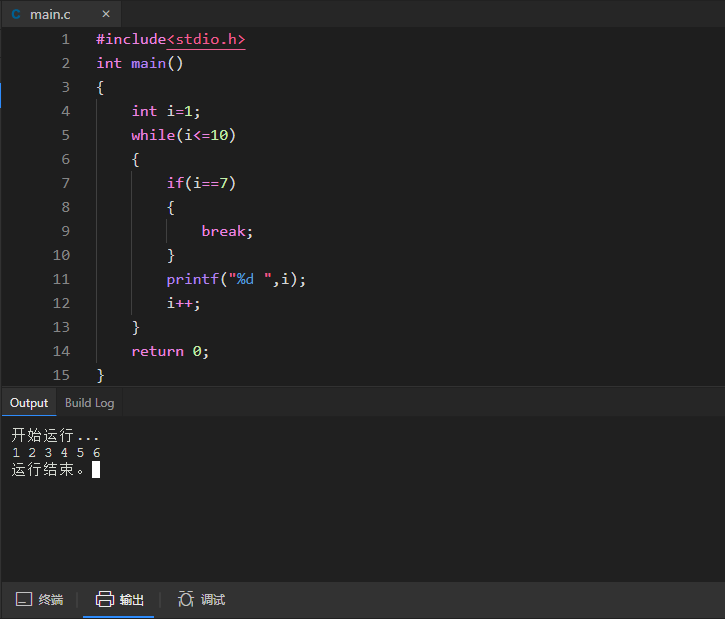 main.c ×
1 #include<stdio.h>
2 int main()
3 {
4 int i=1;
5 while(i<=10)
6 {
7 if(i==7)
8 {
9 break;
10 }
11 printf("%d ",i);
12 i++;
13 }
14 return 0;
15 }
Output Build Log
开始运行...
1 2 3 4 5 6
运行结束。
终端 输出 调试